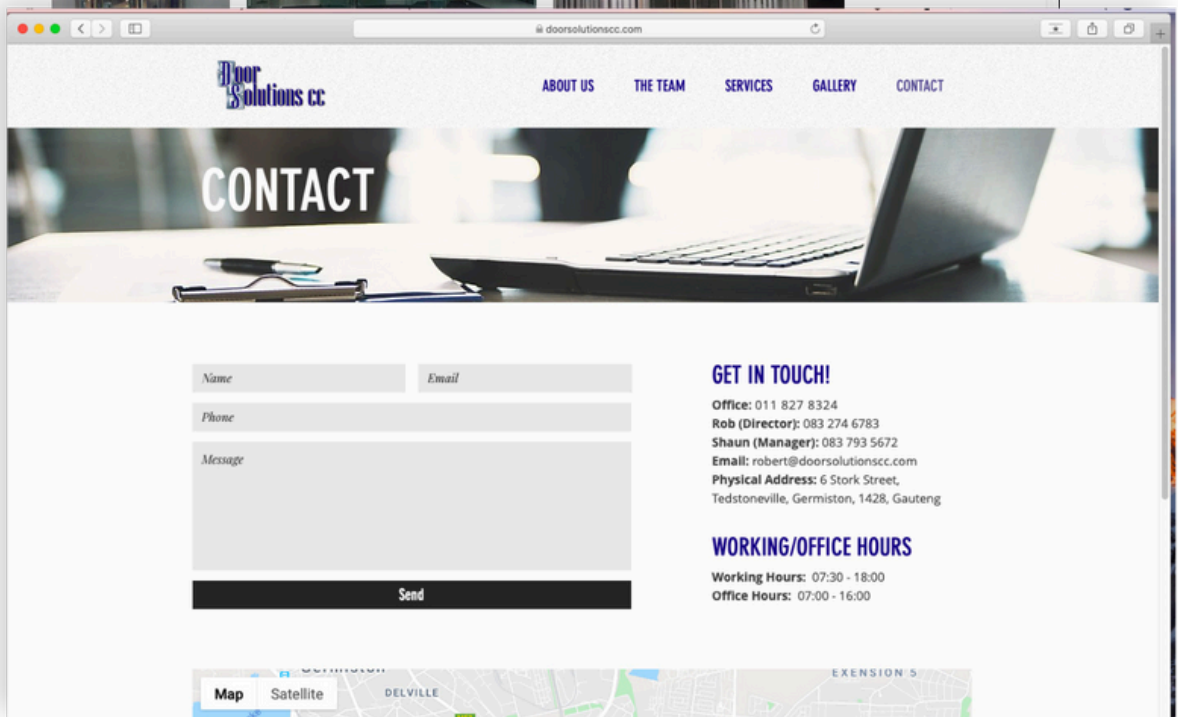 doorsolutionscc.com
Door
Solutions cc
ABOUT US THE TEAM SERVICES GALLERY CONTACT
CONTACT
Name Email
Phone
Message
Send
GET IN TOUCH!
Office: 011 827 8324
Rob (Director): 083 274 6783
Shaun (Manager): 083 793 5672
Email: robert@doorsolutionscc.com
Physical Address: 6 Stork Street,
Tedstoneville, Germiston, 1428, Gauteng
WORKING/OFFICE HOURS
Working Hours: 07:30 - 18:00
Office Hours: 07:00 - 16:00
Map Satellite
DELVILLE
EXENSION 5